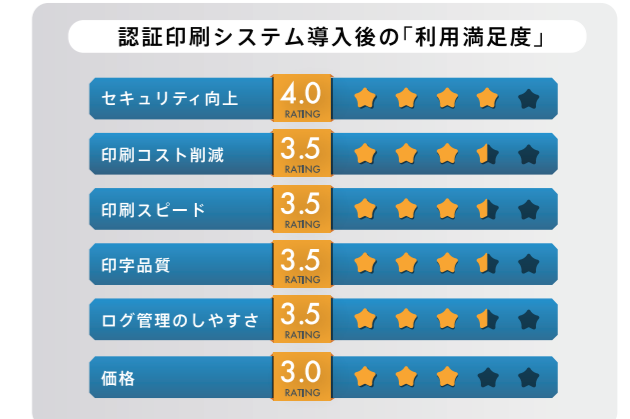 認証印刷システム導入後の「利用満足度」
セキュリティ向上 4.0 RATING
印刷コスト削減 3.5 RATING
印刷スピード 3.5 RATING
印字品質 3.5 RATING
ログ管理のしやすさ 3.5 RATING
価格 3.0 RATING